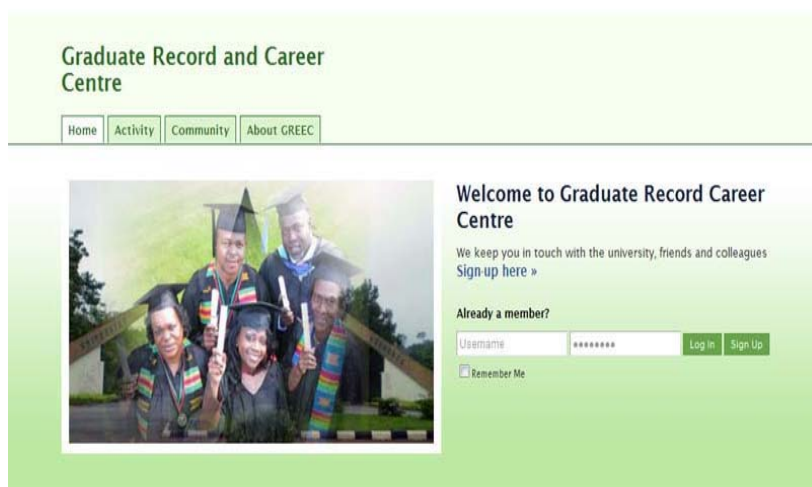 Graduate Record and Career
Centre
Home Activity Community About GREEC
Welcome to Graduate Record Career
Centre
We keep you in touch with the university, friends and colleagues
Sign up here »
Already a member?
Username ●●●●●●●● Log In Sign Up
Remember Me